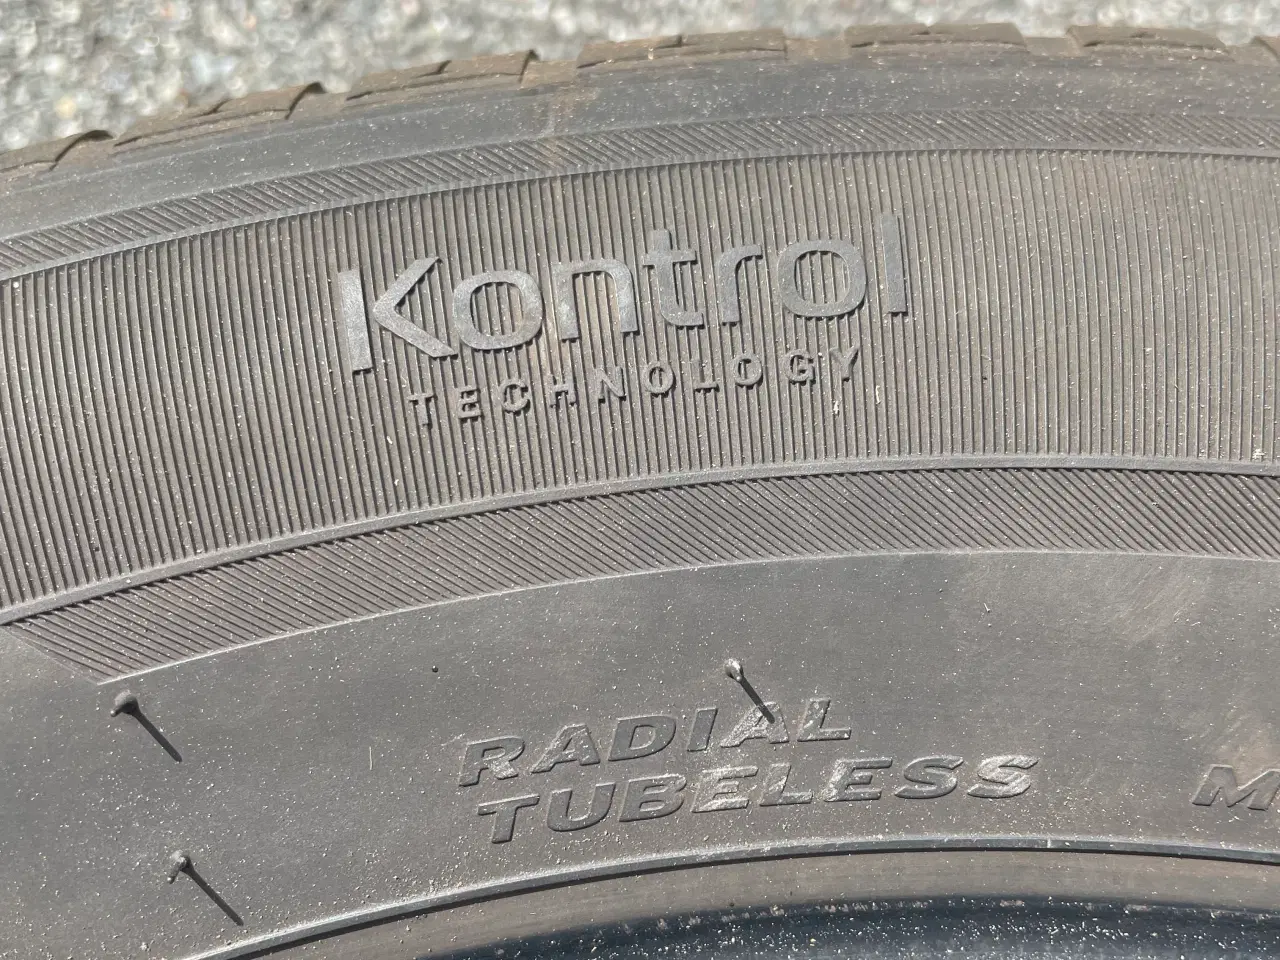 Kontrol
TECHNOLOGY
RADIAL
TUBELESS
M